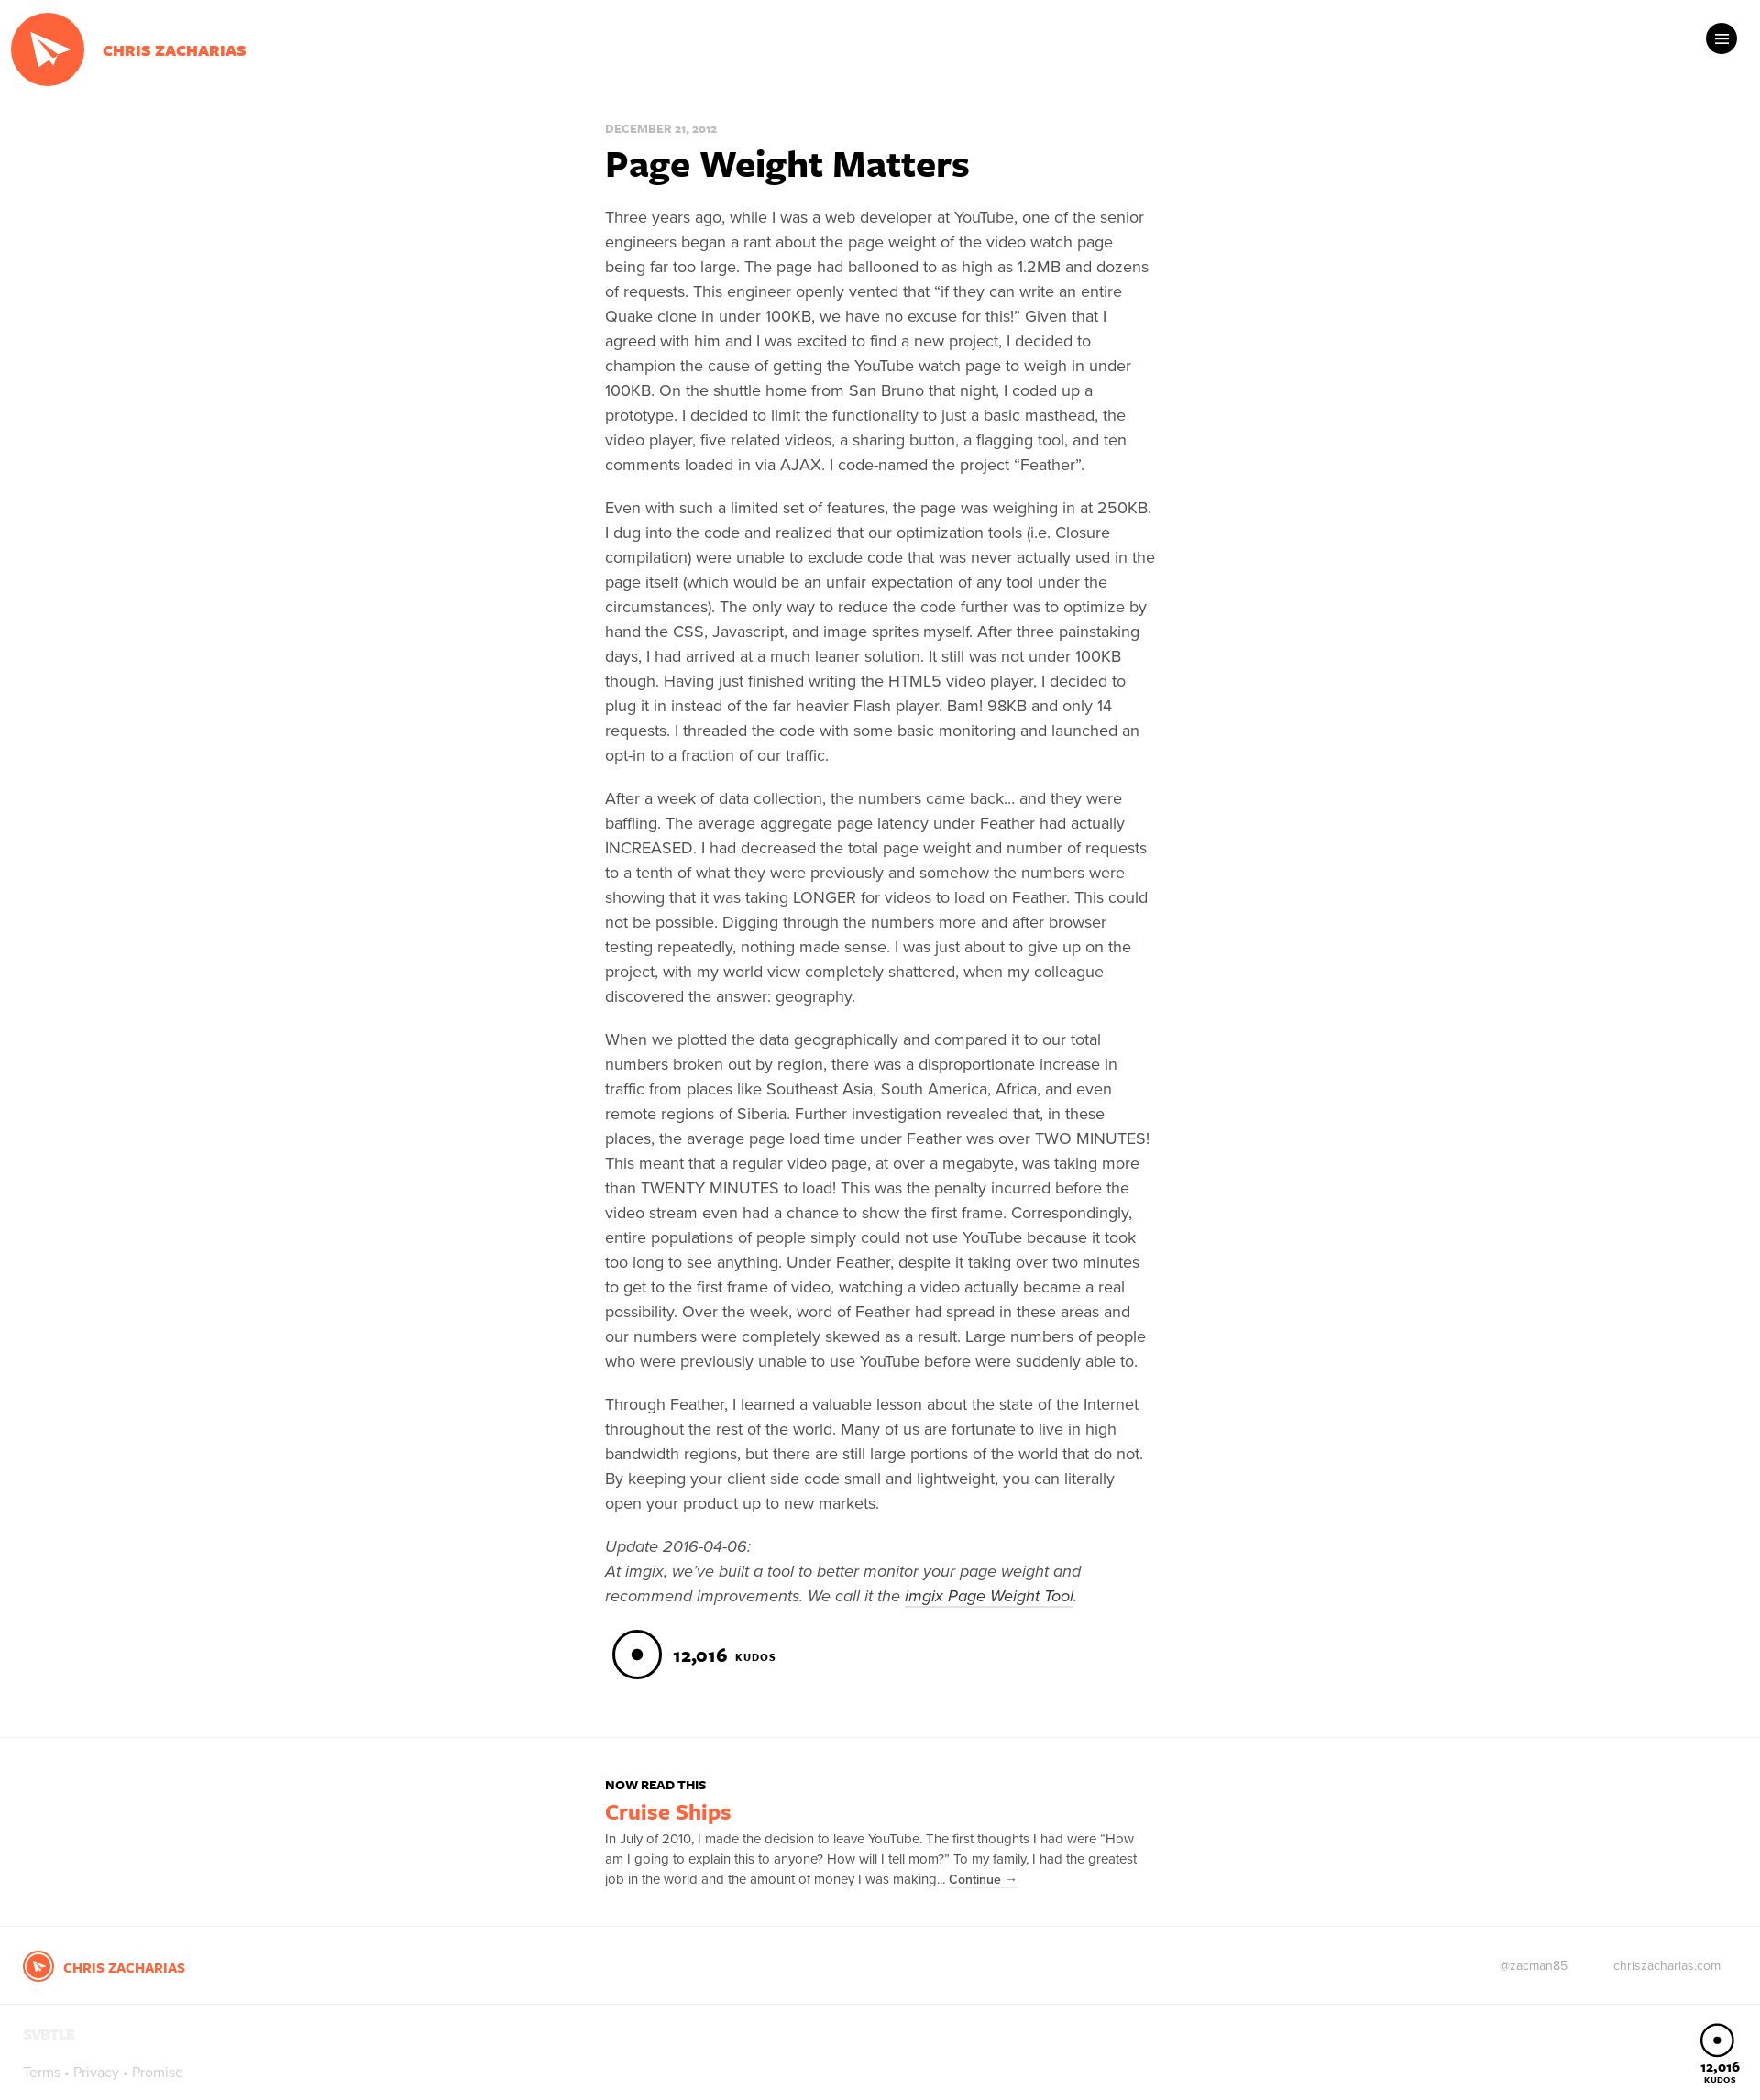 CHRIS ZACHARIAS
DECEMBER 21, 2012
Page Weight Matters
Three years ago, while I was a web developer at YouTube, one of the senior
engineers began a rant about the page weight of the video watch page
being far too large. The page had ballooned to as high as 1.2MB and dozens
of requests. This engineer openly vented that “if they can write an entire
Quake clone in under 100KB, we have no excuse for this!” Given that I
agreed with him and I was excited to find a new project, I decided to
champion the cause of getting the YouTube watch page to weigh in under
100KB. On the shuttle home from San Bruno that night, I coded up a
prototype. I decided to limit the functionality to just a basic masthead, the
video player, five related videos, a sharing button, a flagging tool, and ten
comments loaded in via AJAX. I code-named the project “Feather”.
Even with such a limited set of features, the page was weighing in at 250KB.
I dug into the code and realized that our optimization tools (i.e. Closure
compilation) were unable to exclude code that was never actually used in the
page itself (which would be an unfair expectation of any tool under the
circumstances). The only way to reduce the code further was to optimize by
hand the CSS, Javascript, and image sprites myself. After three painstaking
days, I had arrived at a much leaner solution. It still was not under 100KB
though. Having just finished writing the HTML5 video player, I decided to
plug it in instead of the far heavier Flash player. Bam! 98KB and only 14
requests. I threaded the code with some basic monitoring and launched an
opt-in to a fraction of our traffic.
After a week of data collection, the numbers came back… and they were
baffling. The average aggregate page latency under Feather had actually
INCREASED. I had decreased the total page weight and number of requests
to a tenth of what they were previously and somehow the numbers were
showing that it was taking LONGER for videos to load on Feather. This could
not be possible. Digging through the numbers more and after browser
testing repeatedly, nothing made sense. I was just about to give up on the
project, with my world view completely shattered, when my colleague
discovered the answer: geography.
When we plotted the data geographically and compared it to our total
numbers broken out by region, there was a disproportionate increase in
traffic from places like Southeast Asia, South America, Africa, and even
remote regions of Siberia. Further investigation revealed that, in these
places, the average page load time under Feather was over TWO MINUTES!
This meant that a regular video page, at over a megabyte, was taking more
than TWENTY MINUTES to load! This was the penalty incurred before the
video stream even had a chance to show the first frame. Correspondingly,
entire populations of people simply could not use YouTube because it took
too long to see anything. Under Feather, despite it taking over two minutes
to get to the first frame of video, watching a video actually became a real
possibility. Over the week, word of Feather had spread in these areas and
our numbers were completely skewed as a result. Large numbers of people
who were previously unable to use YouTube before were suddenly able to.
Through Feather, I learned a valuable lesson about the state of the Internet
throughout the rest of the world. Many of us are fortunate to live in high
bandwidth regions, but there are still large portions of the world that do not.
By keeping your client side code small and lightweight, you can literally
open your product up to new markets.
Update 2016-04-06:
At imgix, we’ve built a tool to better monitor your page weight and
recommend improvements. We call it the imgix Page Weight Tool.
12,016 KUDOS
NOW READ THIS
Cruise Ships
In July of 2010, I made the decision to leave YouTube. The first thoughts I had were “How
am I going to explain this to anyone? How will I tell mom?” To my family, I had the greatest
job in the world and the amount of money I was making... Continue →
CHRIS ZACHARIAS
@zacman85 chriszacharias.com
SVBTLE
Terms • Privacy • Promise
12,016
KUDOS